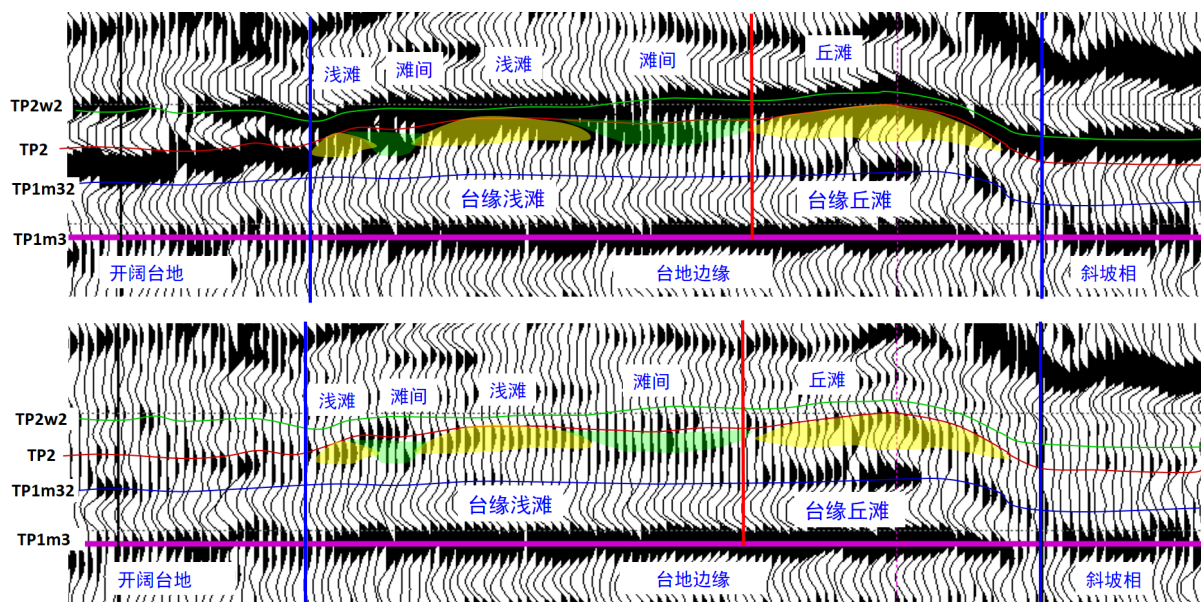 浅滩 滩间 浅滩 滩间 丘滩
TP2w2
TP2
TP1m32
台缘浅滩 台缘丘滩
TP1m3
开阔台地 台地边缘 斜坡相
浅滩 滩间 浅滩 滩间 丘滩
TP2w2
TP2
TP1m32
台缘浅滩 台缘丘滩
TP1m3
开阔台地 台地边缘 斜坡相